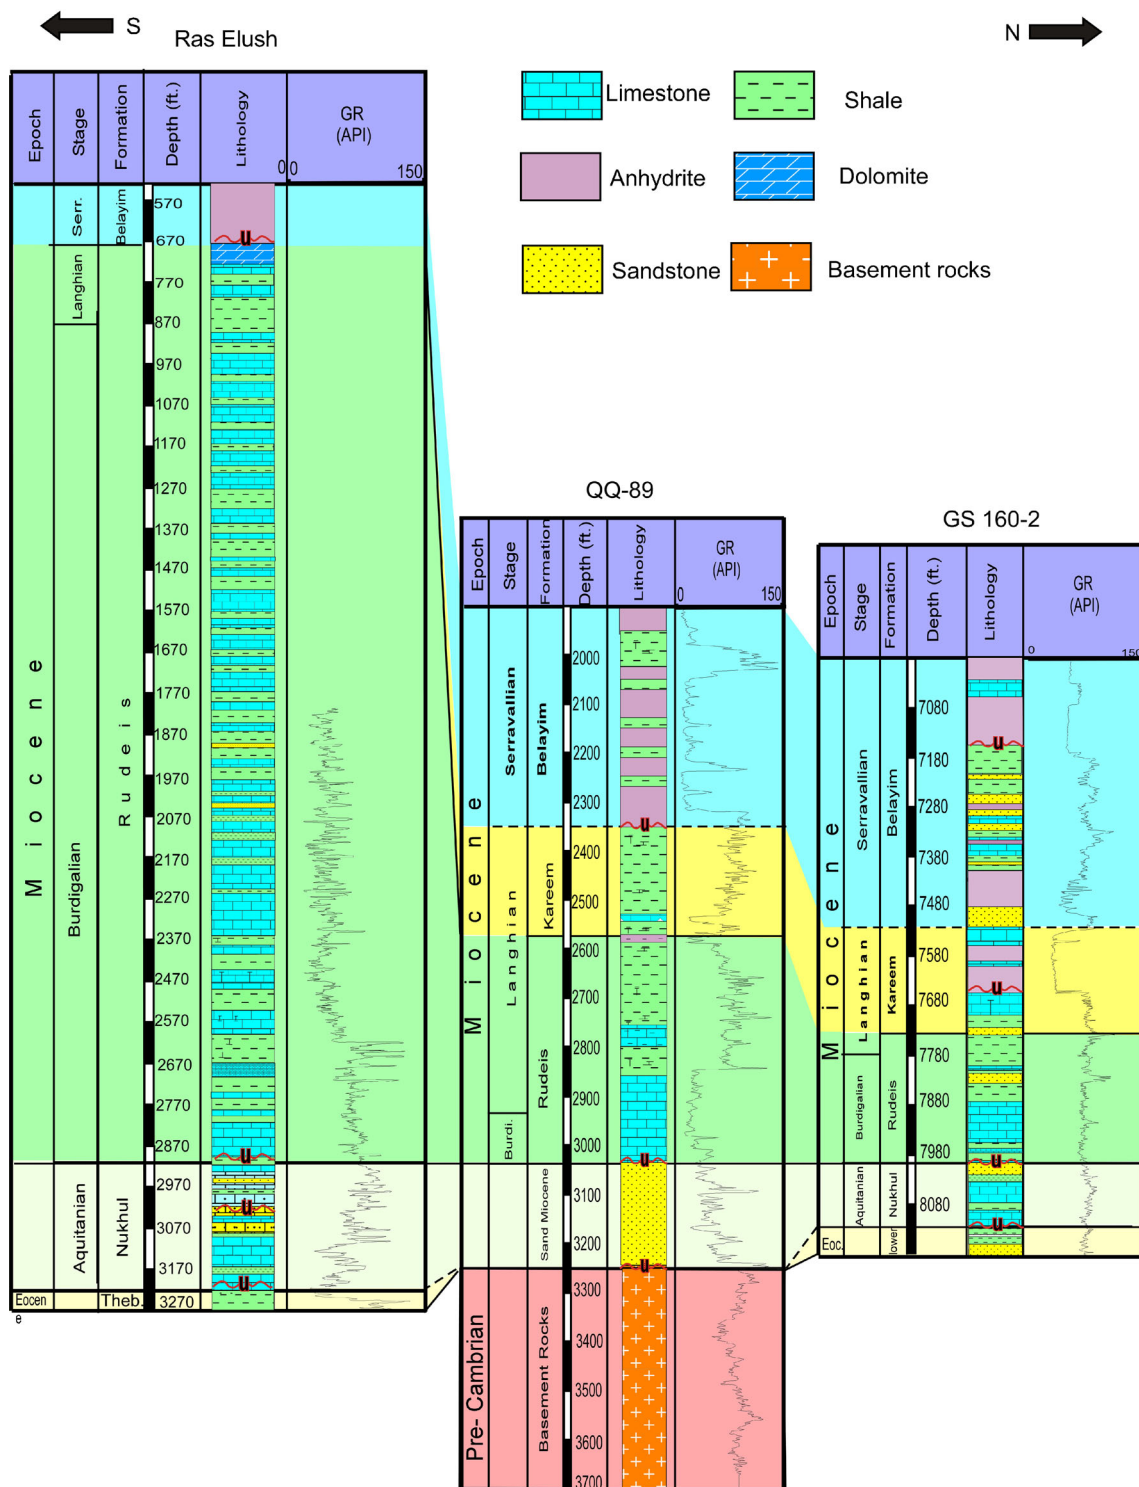 S
N
Ras Elush
Limestone
Shale
Anhydrite
Dolomite
Sandstone
Basement rocks
Epoch
Stage
Formation
Depth (ft.)
Lithology
GR
(API)
0
0
150
Serr.
Langhian
Burdigalian
Aquitanian
Miocene
Eocen
e
Belayim
Rudeis
Nukhul
Theb.
570
670
770
870
970
1070
1170
1270
1370
1470
1570
1670
1770
1870
1970
2070
2170
2270
2370
2470
2570
2670
2770
2870
2970
3070
3170
3270
u
u
u
u
QQ-89
Epoch
Stage
Formation
Depth (ft.)
Lithology
GR
(API)
0
150
Miocene
Pre- Cambrian
Serravallian
Langhian
Burdi.
Belayim
Kareem
Rudeis
Sand Miocene
Basement Rocks
2000
2100
2200
2300
2400
2500
2600
2700
2800
2900
3000
3100
3200
3300
3400
3500
3600
3700
u
u
u
GS 160-2
Epoch
Stage
Formation
Depth (ft.)
Lithology
GR
(API)
0
150
Miocene
Eoc.
Serravallian
Langhian
Burdigalian
Aquitanian
Belayim
Kareem
Rudeis
Nukhul
lower
7080
7180
7280
7380
7480
7580
7680
7780
7880
7980
8080
u
u
u
u